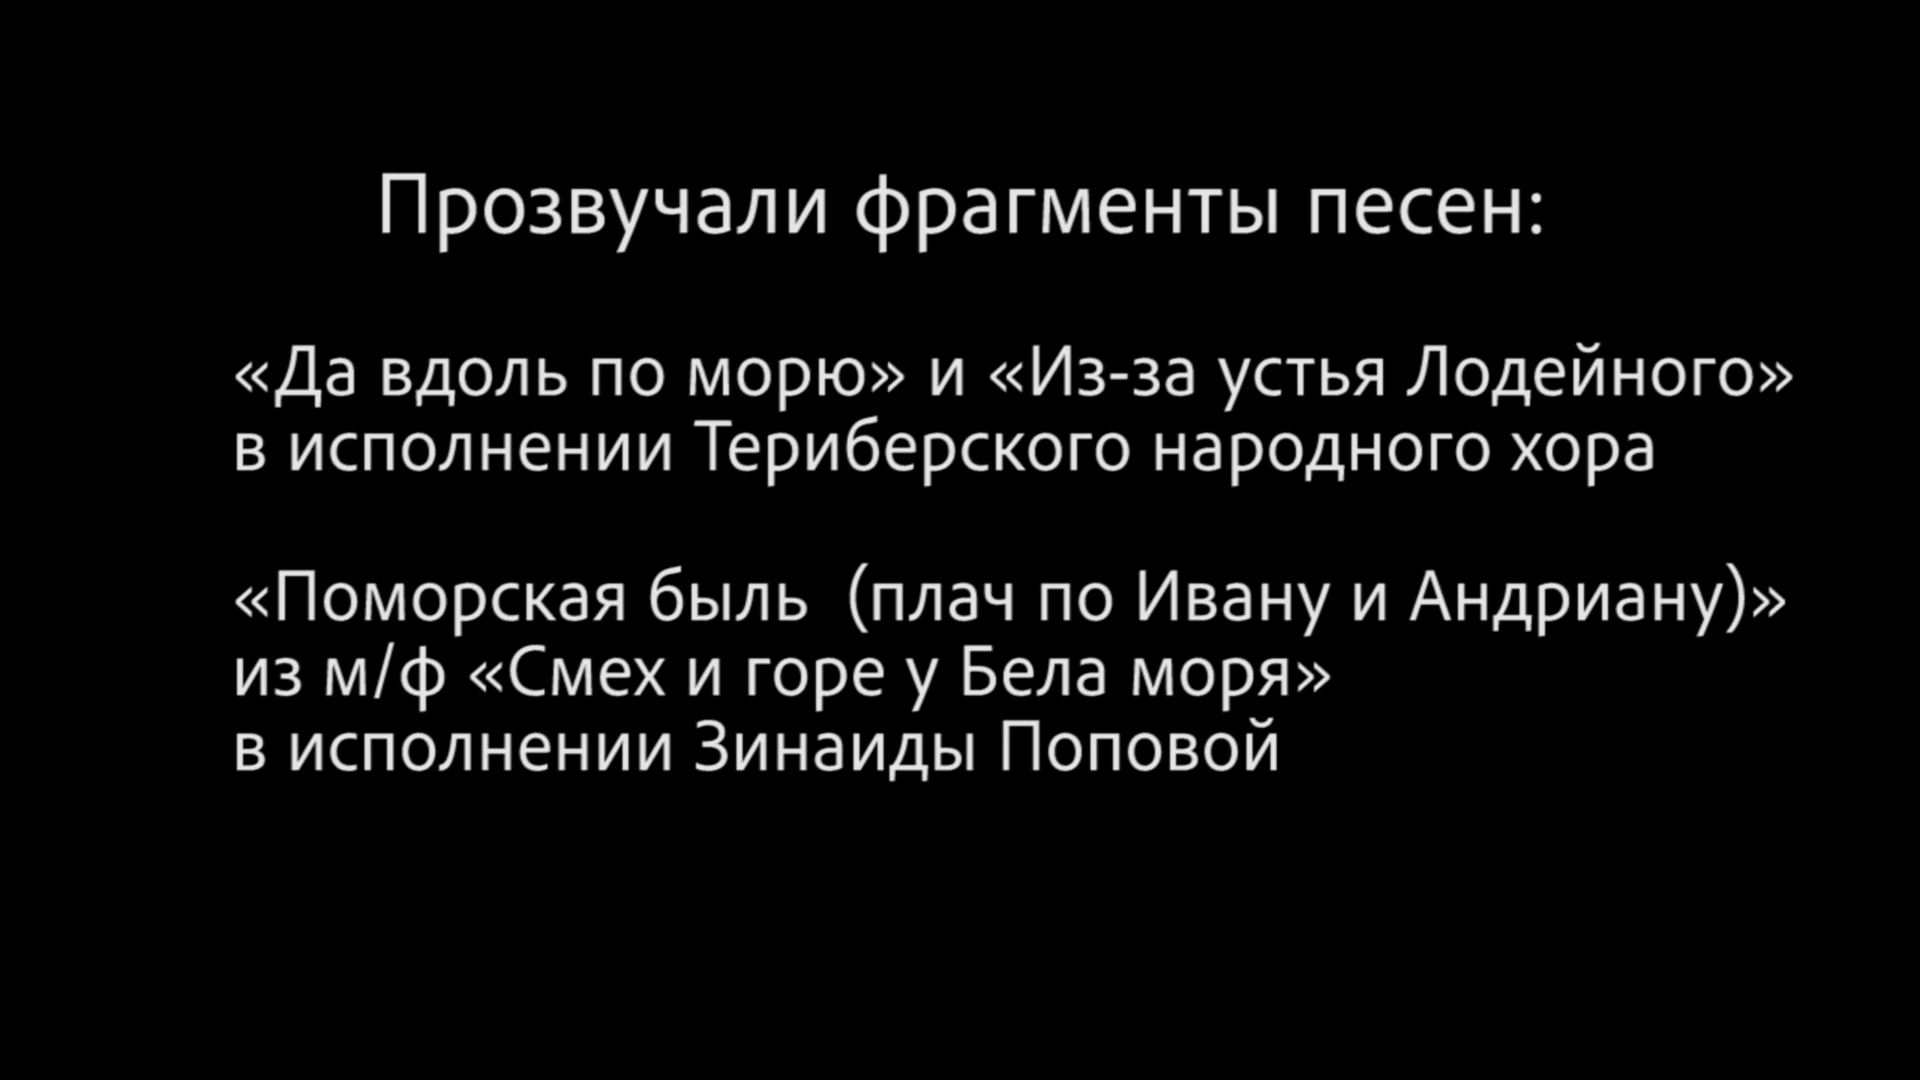 Прозвучали фрагменты песен:
«Да вдоль по морю» и «Из-за устья Лодейного»
в исполнении Териберского народного хора
«Поморская быль (плач по Ивану и Андриану)»
из м/ф «Смех и горе у Бела моря»
в исполнении Зинаиды Поповой